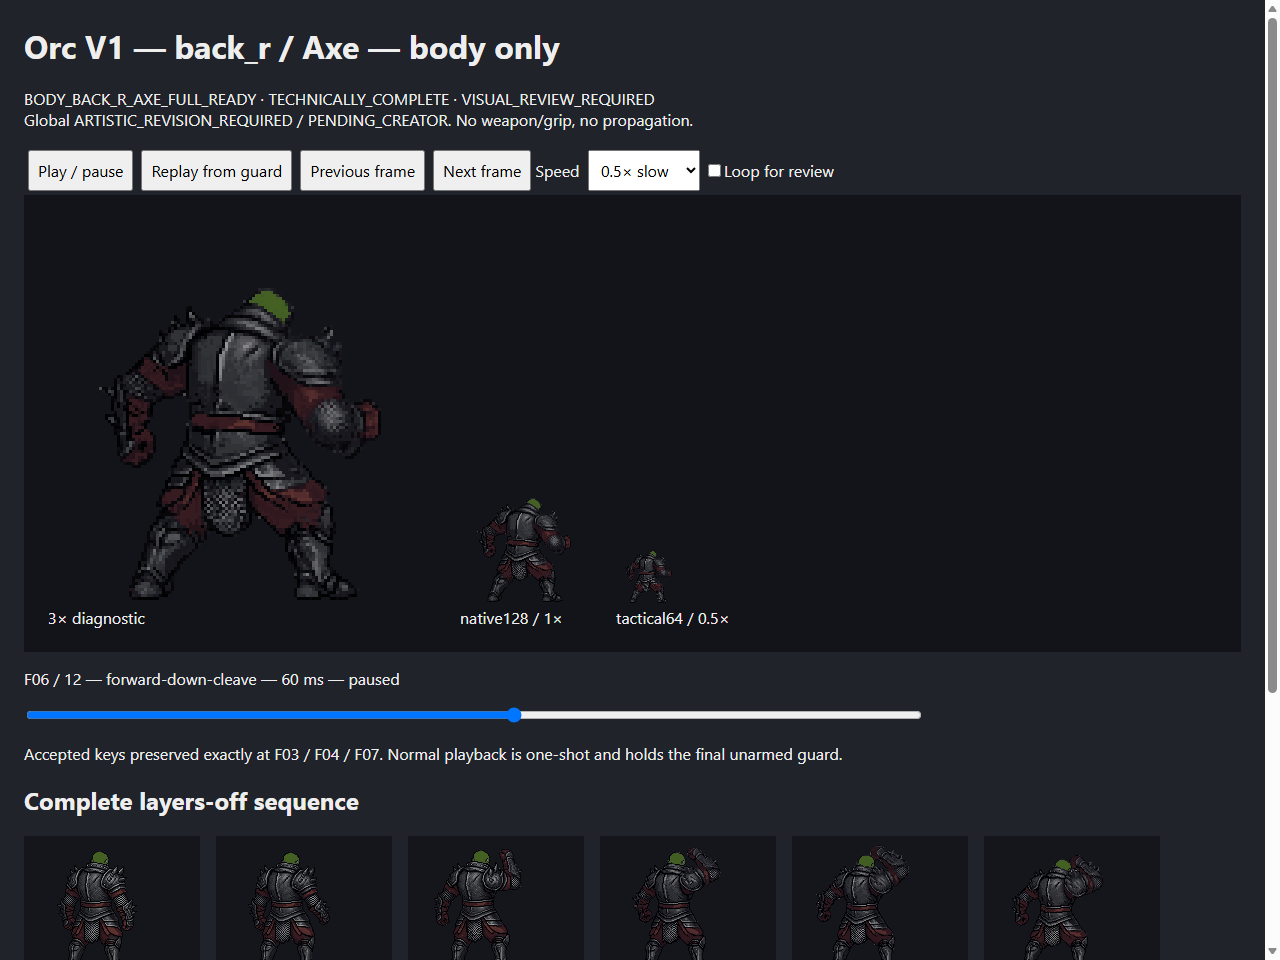 Orc V1 — back_r / Axe — body only
BODY_BACK_R_AXE_FULL_READY · TECHNICALLY_COMPLETE · VISUAL_REVIEW_REQUIRED
Global ARTISTIC_REVISION_REQUIRED / PENDING_CREATOR. No weapon/grip, no propagation.
Play / pause Replay from guard Previous frame Next frame Speed 0.5× slow Loop for review
3× diagnostic native128 / 1× tactical64 / 0.5×
F06 / 12 — forward-down-cleave — 60 ms — paused
Accepted keys preserved exactly at F03 / F04 / F07. Normal playback is one-shot and holds the final unarmed guard.
Complete layers-off sequence